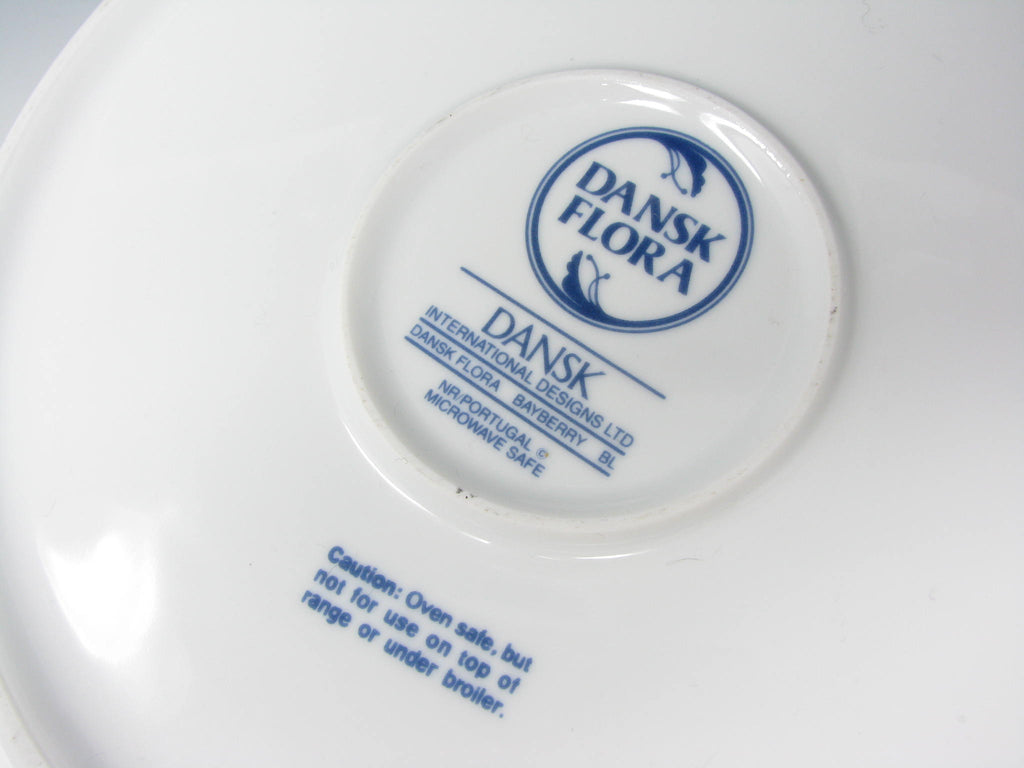 DANSK
FLORA
DANSK
INTERNATIONAL DESIGNS LTD
DANSK FLORA BAYBERRY BL
NR/PORTUGAL ©
MICROWAVE SAFE
Caution: Oven safe, but
not for use on top of
range or under broiler.